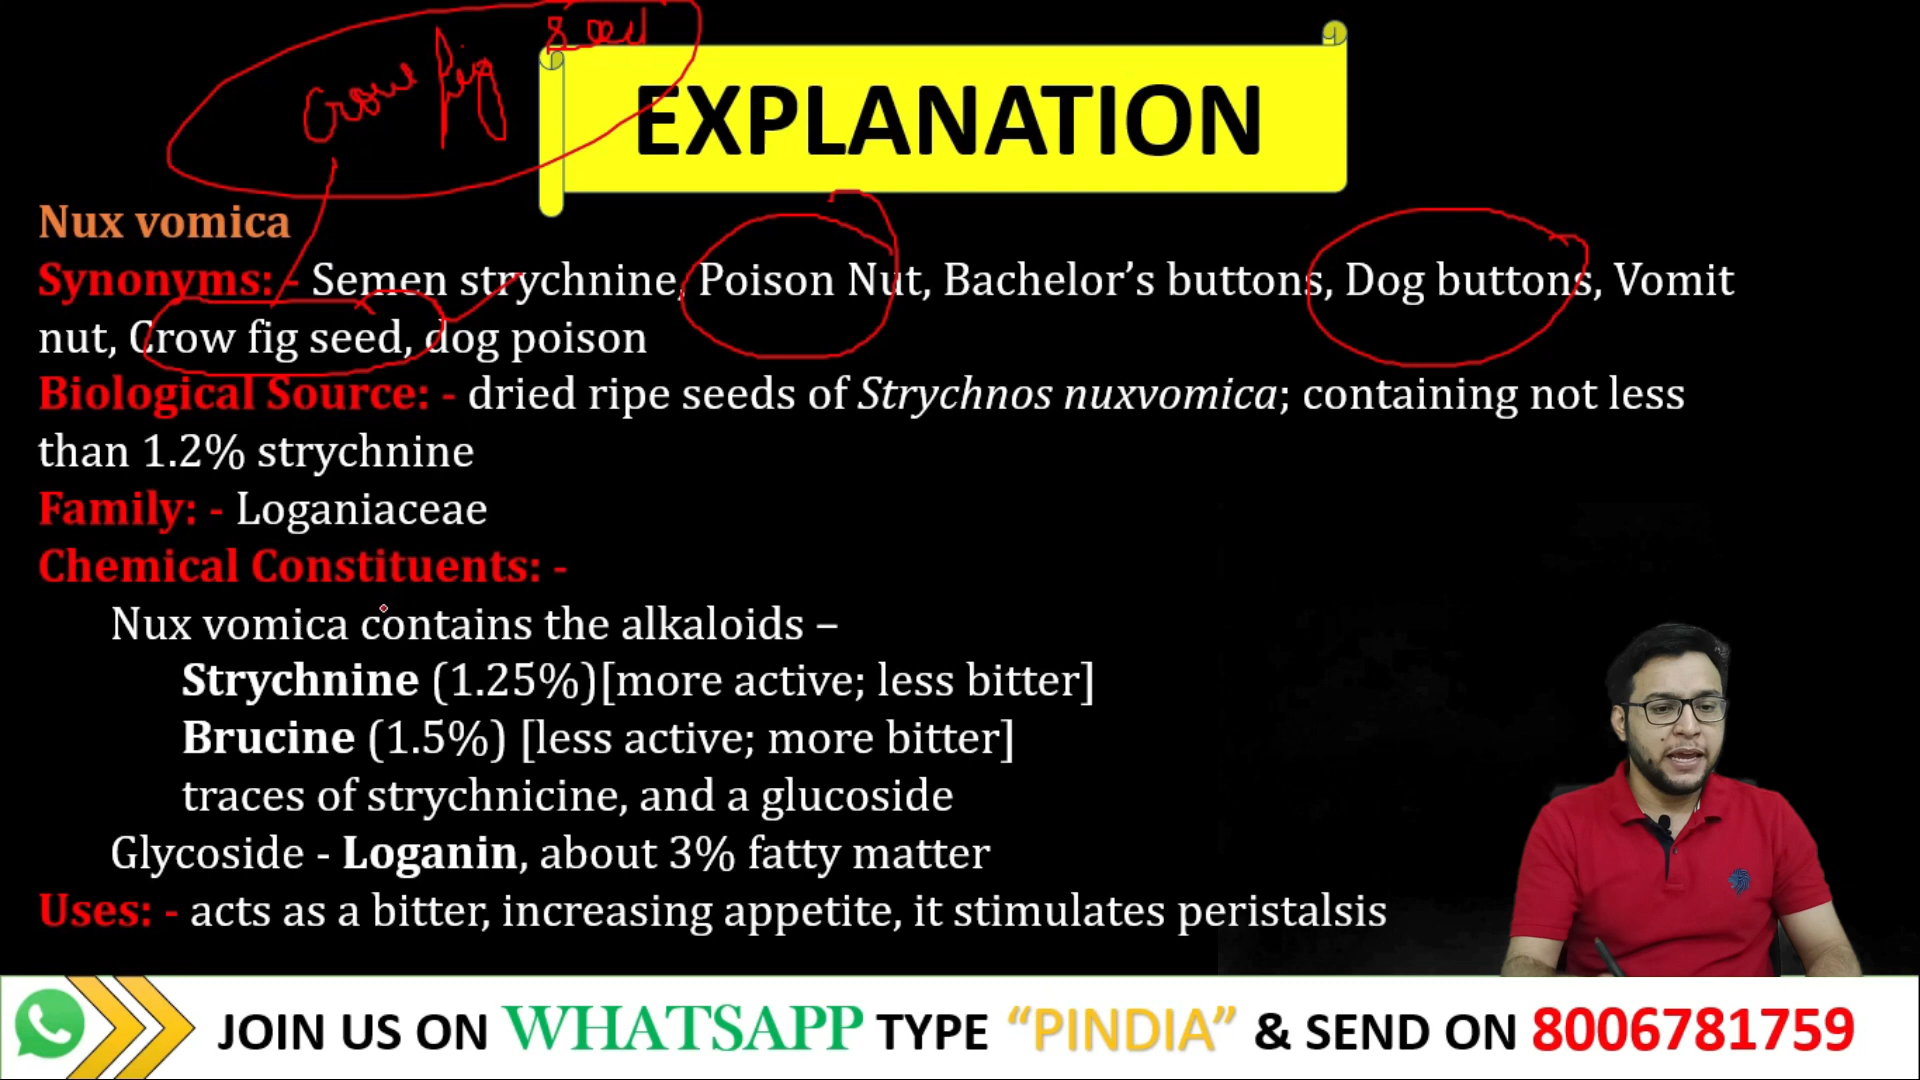 Crow fig seed
EXPLANATION
Nux vomica
Synonyms: - Semen strychnine, Poison Nut, Bachelor’s buttons, Dog buttons, Vomit
nut, Crow fig seed, dog poison
Biological Source: - dried ripe seeds of Strychnos nuxvomica; containing not less
than 1.2% strychnine
Family: - Loganiaceae
Chemical Constituents: -
Nux vomica contains the alkaloids –
Strychnine (1.25%)[more active; less bitter]
Brucine (1.5%) [less active; more bitter]
traces of strychnicine, and a glucoside
Glycoside - Loganin, about 3% fatty matter
Uses: - acts as a bitter, increasing appetite, it stimulates peristalsis
JOIN US ON WHATSAPP TYPE “PINDIA” & SEND ON 8006781759